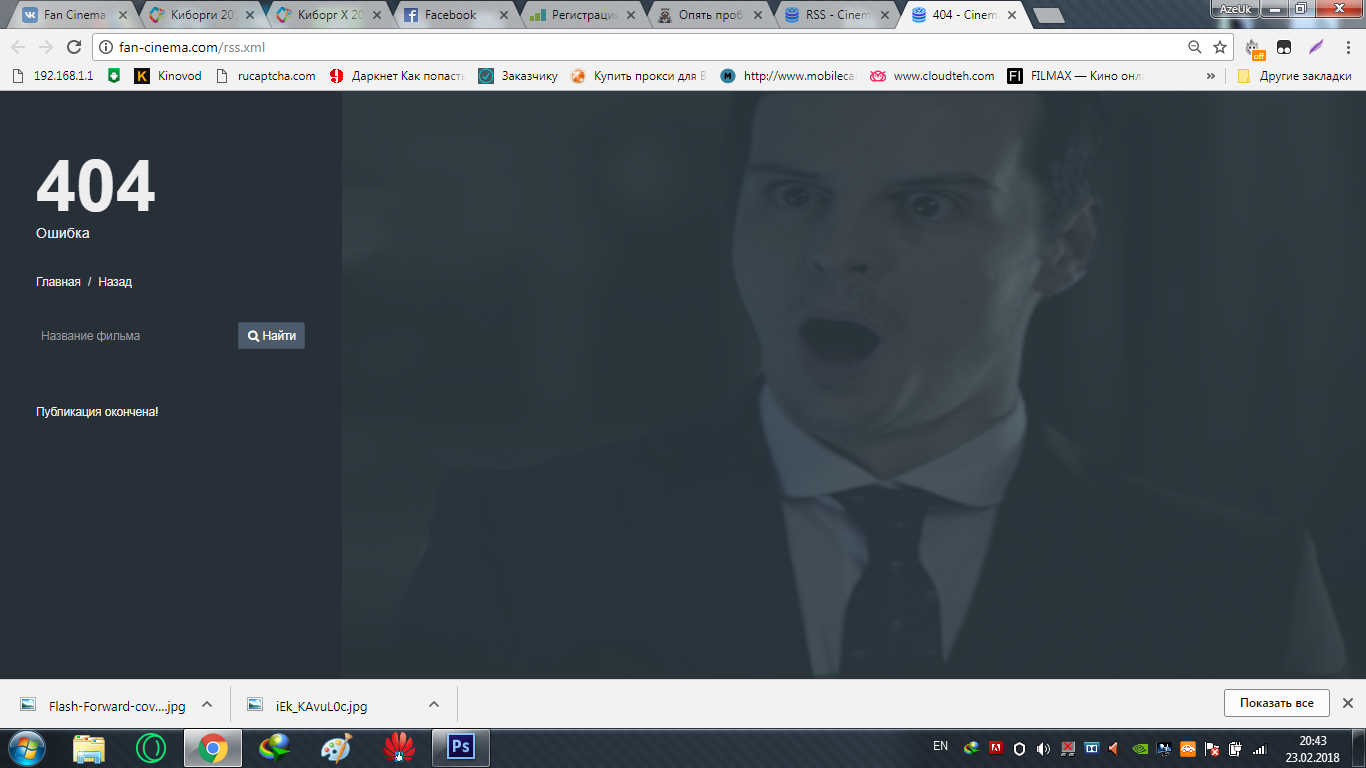 Fan Cinema
Киборги 20
Киборг X 20
Facebook
Регистрация
Опять проб
RSS - Cinem
404 - Cinem
AzeUk
fan-cinema.com/rss.xml
192.168.1.1
Kinovod
rucaptcha.com
Даркнет Как попасть
Заказчику
Купить прокси для В
http://www.mobileca
www.cloudteh.com
FILMAX — Кино онл
»
Другие закладки
off
404
Ошибка
Главная / Назад
Название фильма
Найти
Публикация окончена!
Flash-Forward-cov....jpg
iEk_KAvuL0c.jpg
Показать все
Ps
EN
20:43
23.02.2018